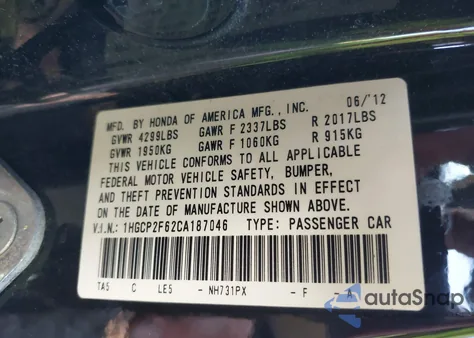 MFD. BY HONDA OF AMERICA MFG., INC. 06/'12
GVWR 4299LBS GAWR F 2337LBS R 2017LBS
GVWR 1950KG GAWR F 1060KG R 915KG
THIS VEHICLE CONFORMS TO ALL APPLICABLE
FEDERAL MOTOR VEHICLE SAFETY, BUMPER,
AND THEFT PREVENTION STANDARDS IN EFFECT
ON THE DATE OF MANUFACTURE SHOWN ABOVE.
V.I.N.: 1HGCP2F62CA187046 TYPE: PASSENGER CAR
TA5 C LE5 - NH731PX - F - A
autoSnap